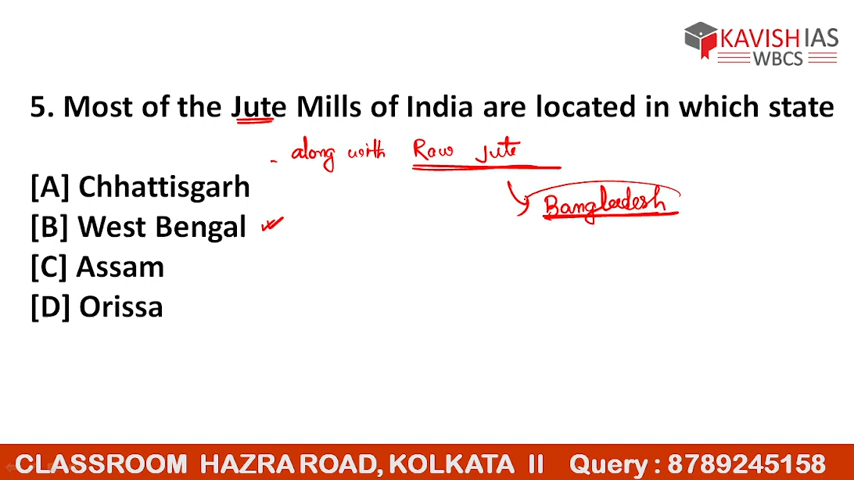 KAVISH IAS
WBCS
5. Most of the Jute Mills of India are located in which state
along with Raw Jute
[A] Chhattisgarh
Bangladesh
[B] West Bengal
[C] Assam
[D] Orissa
CLASSROOM HAZRA ROAD, KOLKATA II Query : 8789245158